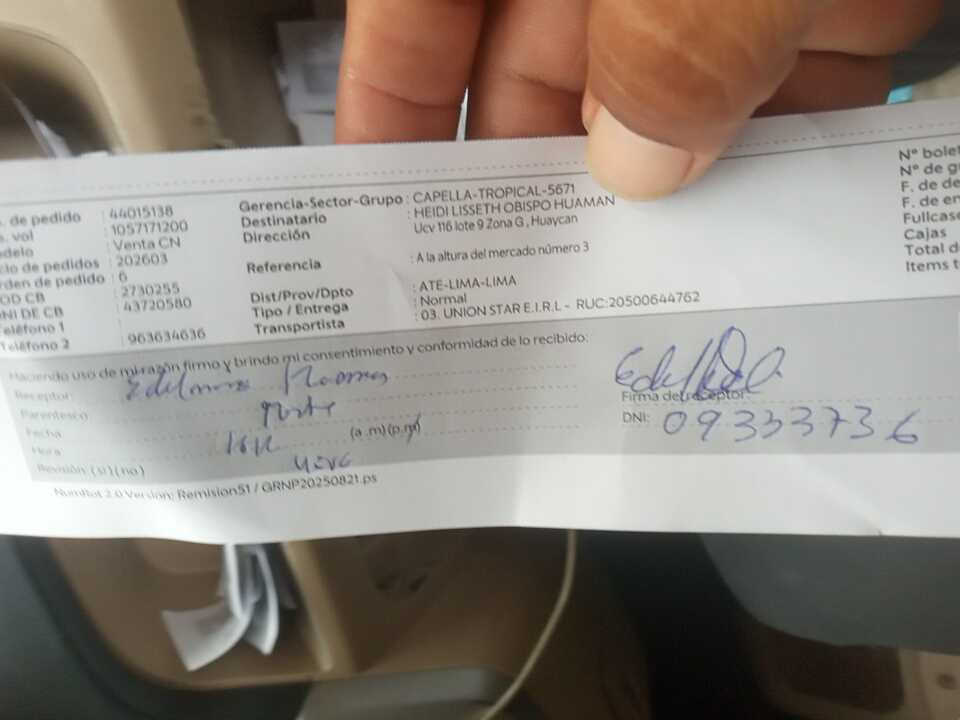 . de pedido : 44015138 Gerencia-Sector-Grupo : CAPELLA-TROPICAL-5671 Nº bolet
. vol : 1057171200 Destinatario : HEIDI LISSETH OBISPO HUAMAN Nº de g
delo : Venta CN Dirección Ucv 116 lote 9 Zona G , Huaycan F. de de
clo de pedidos : 202603 F. de en
rden de pedido : 6 Referencia : A la altura del mercado número 3 Fullcase
OD CB : 2730255 Cajas
NI DE CB : 43720580 Dist/Prov/Dpto : ATE-LIMA-LIMA Total d
eléfono 1 Tipo / Entrega : Normal Items t
eléfono 2 : 963634636 Transportista : 03. UNION STAR E.I.R.L - RUC:20500644762
Haciendo uso de mi razón firmo y brindo mi consentimiento y conformidad de lo recibido:
Receptor:
Parentesco Firma del receptor
Fecha: DNI: 09333736
Hora (a .m)(p.m)
Revisión: (si)(no)
NumRot 2.0 Version: Remision51 / GRNP20250821.ps